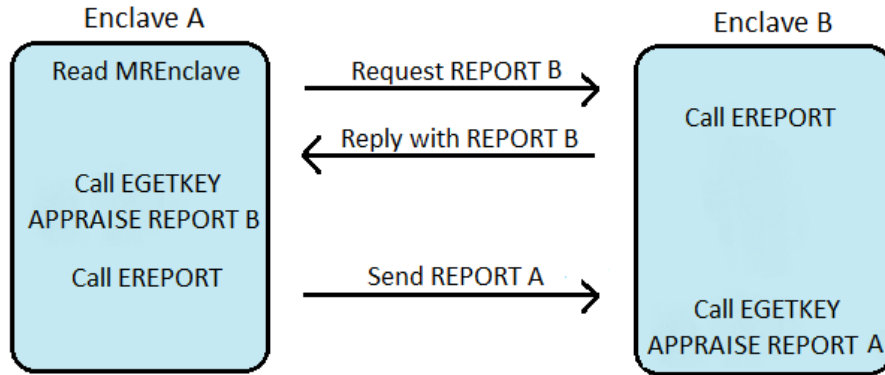 Enclave A
Enclave B
Read MREnclave
Request REPORT B
Call EREPORT
Reply with REPORT B
Call EGETKEY
APPRAISE REPORT B
Call EREPORT
Send REPORT A
Call EGETKEY
APPRAISE REPORT A